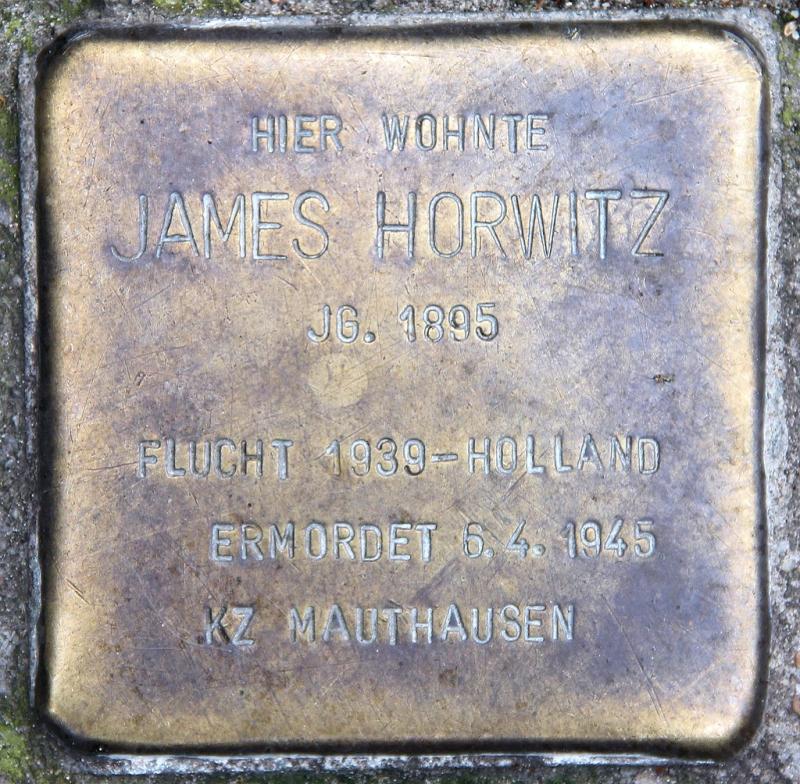 HIER WOHNTE
JAMES HORWITZ
JG. 1895
FLUCHT 1939-HOLLAND
ERMORDET 6.4.1945
KZ MAUTHAUSEN